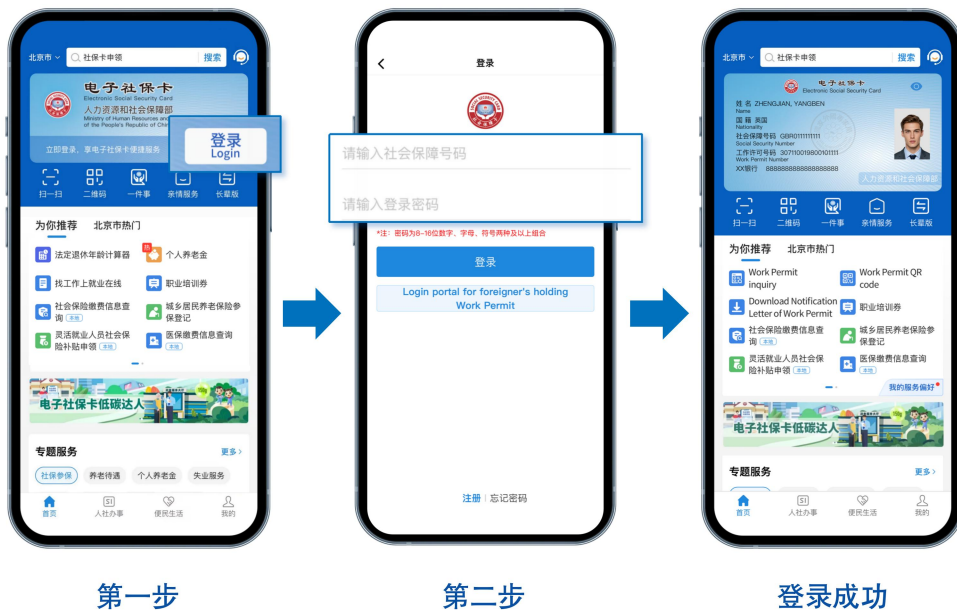 北京市
社保卡申领
搜索
电子社保卡
Electronic Social Security Card
人力资源和社会保障部
Ministry of Human Resources and
of the People's Republic of Chi
立即登录、享电子社保卡便捷服务
登录
Login
扫一扫
二维码
一件事
亲情服务
长辈版
为你推荐
北京市热门
法定退休年龄计算器
热
个人养老金
找工作上就业在线
职业培训券
社会保险缴费信息查
询 本地
城乡居民养老保险参
保登记
灵活就业人员社会保
险补贴申领 本地
医保缴费信息查询
本地
电子社保卡低碳达人
专题服务
更多
社保参保
养老待遇
个人养老金
失业服务
首页
人社办事
便民生活
我的
第一步
登录
请输入社会保障号码
请输入登录密码
*注：密码为8-16位数字、字母、符号两种及以上组合
登录
Login portal for foreigner's holding
Work Permit
注册
忘记密码
第二步
北京市
社保卡申领
搜索
电子社保卡
Electronic Social Security Card
姓 名 ZHENGJIAN, YANGBEN
Name
国 籍 英国
Nationality
社会保障号码 GBR011111111
Social Security Number
工作许可号码 307110019800101111
Work Permit Number
XX银行 8888888888888888888
人力资源和社会保障部
扫一扫
二维码
一件事
亲情服务
长辈版
为你推荐
北京市热门
Work Permit
inquiry
Work Permit QR
code
Download Notification
Letter of Work Permit
职业培训券
社会保险缴费信息查
询 本地
城乡居民养老保险参
保登记
灵活就业人员社会保
险补贴申领 本地
医保缴费信息查询
本地
我的服务偏好
电子社保卡低碳达人
专题服务
更多
首页
人社办事
便民生活
我的
登录成功